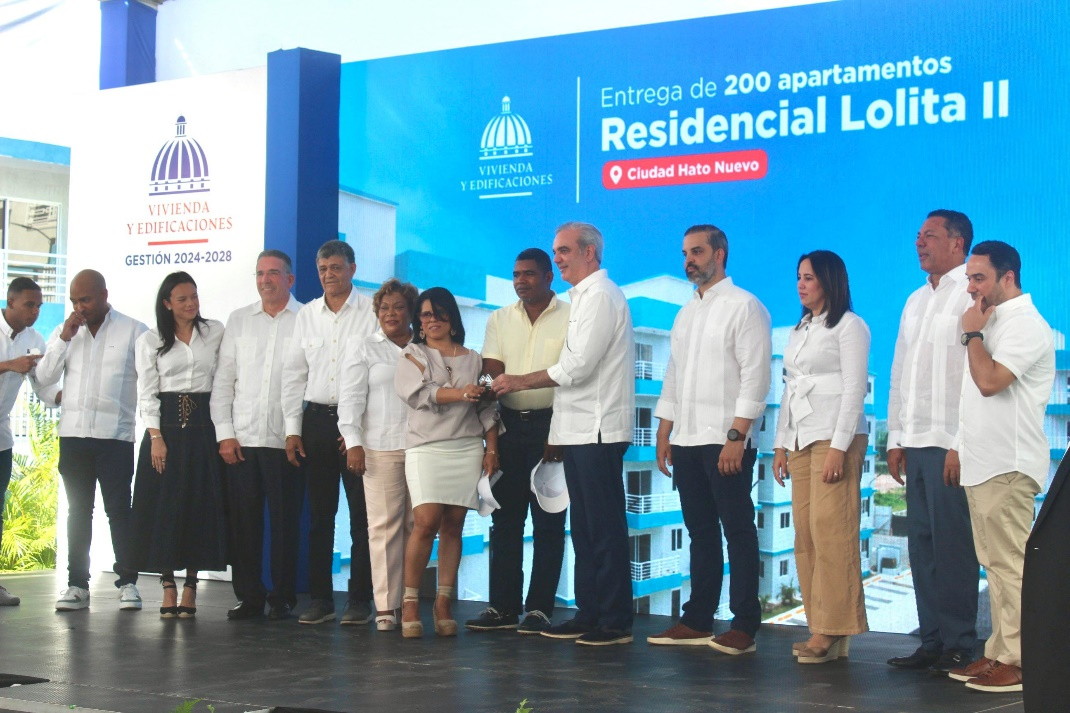 VIVIENDA
Y EDIFICACIONES
GESTIÓN 2024-2028
VIVIENDA
Y EDIFICACIONES
Entrega de 200 apartamentos
Residencial Lolita II
Ciudad Hato Nuevo